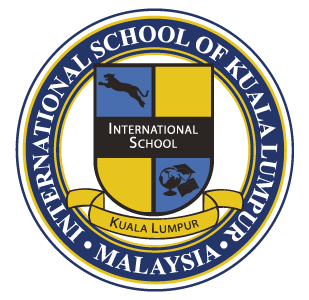 INTERNATIONAL SCHOOL OF KUALA LUMPUR
INTERNATIONAL
SCHOOL
KUALA LUMPUR
• MALAYSIA •